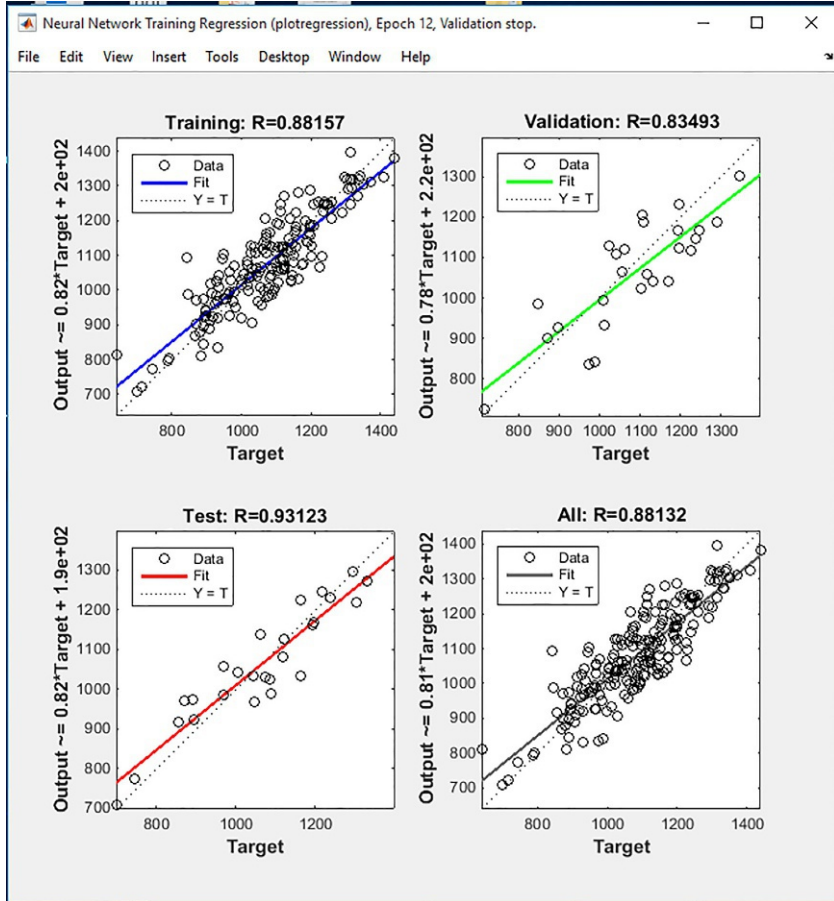 Neural Network Training Regression (plotregression), Epoch 12, Validation stop.
File Edit View Insert Tools Desktop Window Help
Training: R=0.88157
Output ~= 0.82*Target + 2e+02
1400
1300
1200
1100
1000
900
800
700
Data
Fit
Y = T
800 1000 1200 1400
Target
Validation: R=0.83493
Output ~= 0.78*Target + 2.2e+02
1300
1200
1100
1000
900
800
Data
Fit
Y = T
800 900 1000 1100 1200 1300
Target
Test: R=0.93123
Output ~= 0.82*Target + 1.9e+02
1300
1200
1100
1000
900
800
700
Data
Fit
Y = T
800 1000 1200
Target
All: R=0.88132
Output ~= 0.81*Target + 2e+02
1400
1300
1200
1100
1000
900
800
700
Data
Fit
Y = T
800 1000 1200 1400
Target